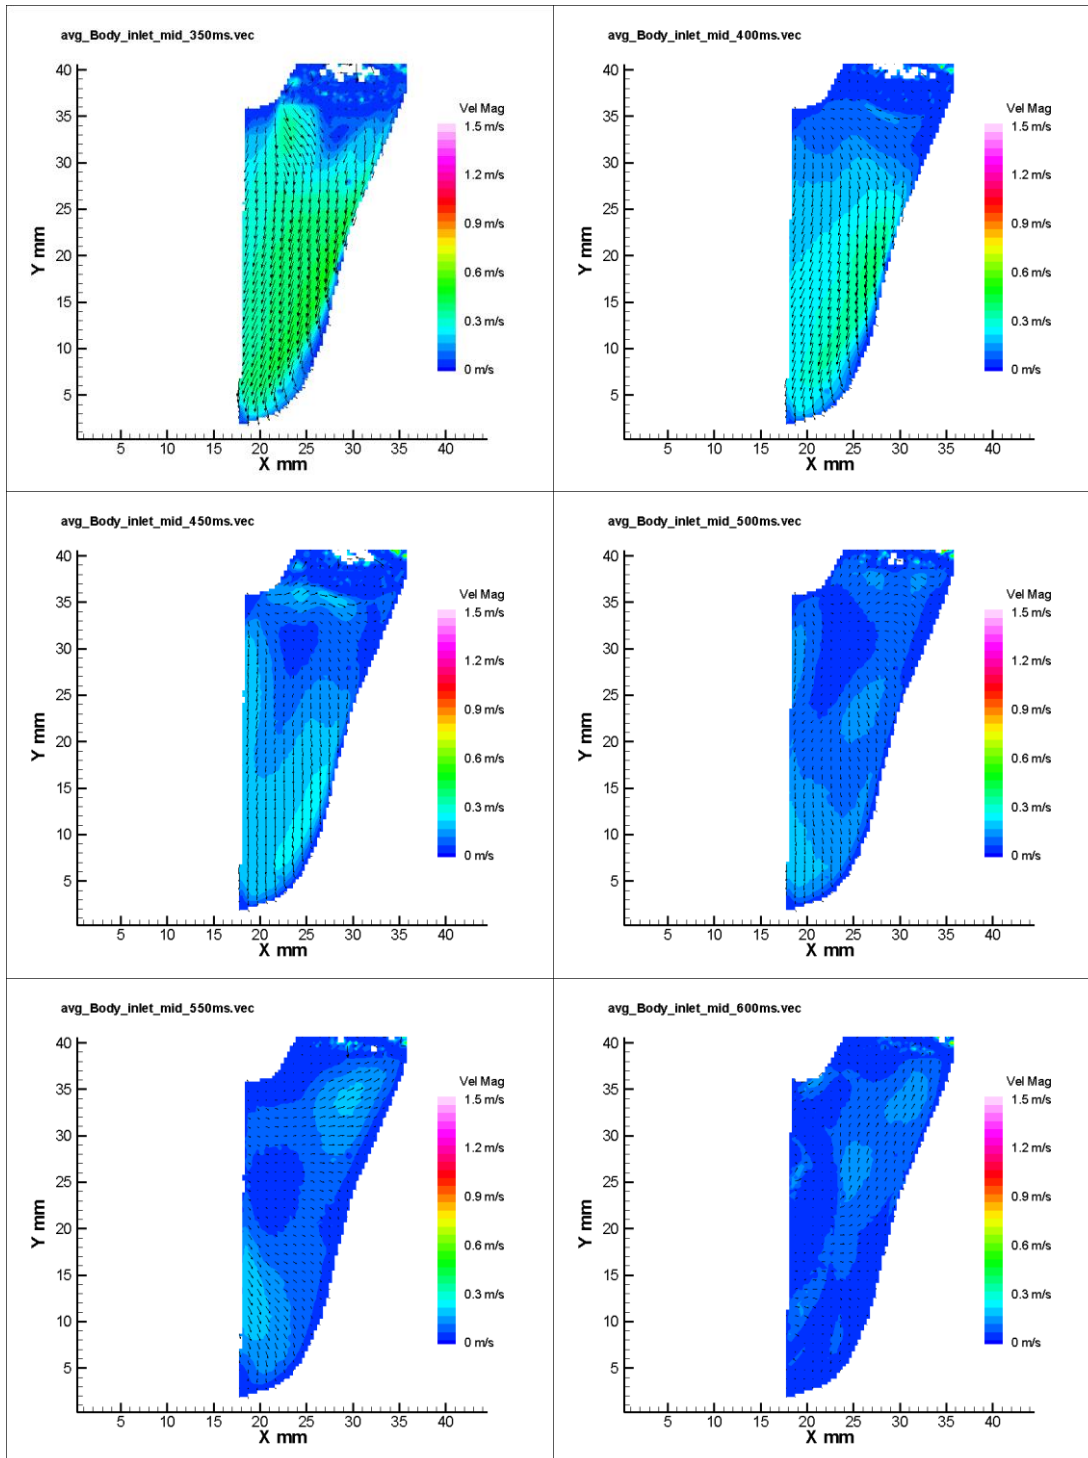 avg_Body_inlet_mid_350ms.vec
40
35
30
25
20
15
10
5
Y mm
5 10 15 20 25 30 35 40
X mm
Vel Mag
1.5 m/s
1.2 m/s
0.9 m/s
0.6 m/s
0.3 m/s
0 m/s
avg_Body_inlet_mid_400ms.vec
40
35
30
25
20
15
10
5
Y mm
5 10 15 20 25 30 35 40
X mm
Vel Mag
1.5 m/s
1.2 m/s
0.9 m/s
0.6 m/s
0.3 m/s
0 m/s
avg_Body_inlet_mid_450ms.vec
40
35
30
25
20
15
10
5
Y mm
5 10 15 20 25 30 35 40
X mm
Vel Mag
1.5 m/s
1.2 m/s
0.9 m/s
0.6 m/s
0.3 m/s
0 m/s
avg_Body_inlet_mid_500ms.vec
40
35
30
25
20
15
10
5
Y mm
5 10 15 20 25 30 35 40
X mm
Vel Mag
1.5 m/s
1.2 m/s
0.9 m/s
0.6 m/s
0.3 m/s
0 m/s
avg_Body_inlet_mid_550ms.vec
40
35
30
25
20
15
10
5
Y mm
5 10 15 20 25 30 35 40
X mm
Vel Mag
1.5 m/s
1.2 m/s
0.9 m/s
0.6 m/s
0.3 m/s
0 m/s
avg_Body_inlet_mid_600ms.vec
40
35
30
25
20
15
10
5
Y mm
5 10 15 20 25 30 35 40
X mm
Vel Mag
1.5 m/s
1.2 m/s
0.9 m/s
0.6 m/s
0.3 m/s
0 m/s